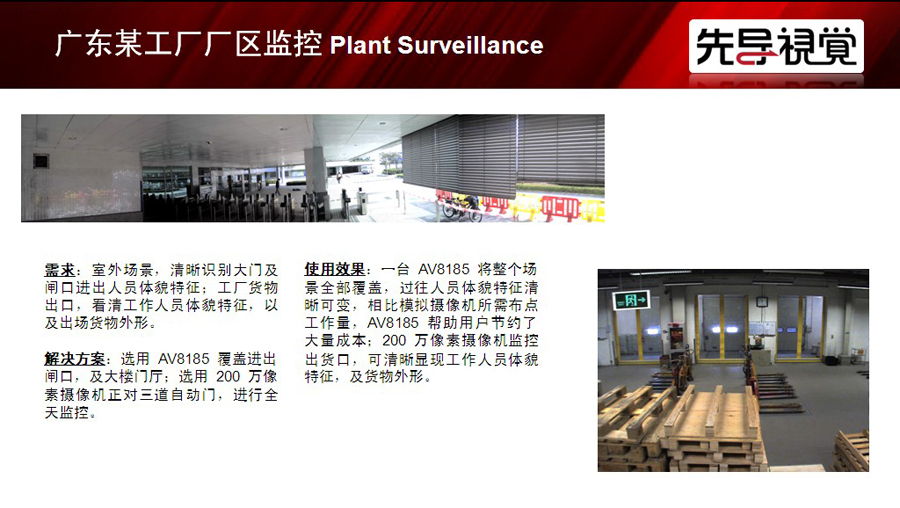 广东某工厂厂区监控 Plant Surveillance
先导視覺
需求：室外场景，清晰识别大门及
闸口进出人员体貌特征；工厂货物
出口，看清工作人员体貌特征，以
及出场货物外形。
解决方案：选用 AV8185 覆盖进出
闸口，及大楼门厅；选用 200 万像
素摄像机正对三道自动门，进行全
天监控。
使用效果：一台 AV8185 将整个场
景全部覆盖，过往人员体貌特征清
晰可变，相比模拟摄像机所需布点
工作量，AV8185 帮助用户节约了
大量成本；200 万像素摄像机监控
出货口，可清晰显现工作人员体貌
特征，及货物外形。